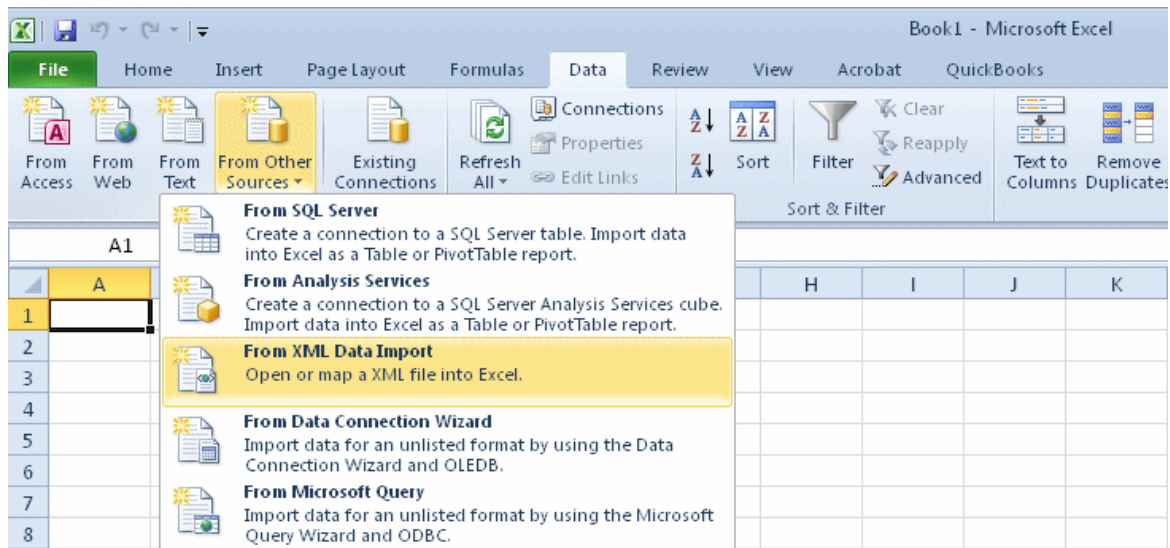 Book1 - Microsoft Excel
File Home Insert Page Layout Formulas Data Review View Acrobat QuickBooks
From Access
From Web
From Text
From Other Sources
Existing Connections
Refresh All
Connections
Properties
Edit Links
A Z
Z A
A Z
Z A
Sort
Filter
Clear
Reapply
Advanced
Text to Columns
Remove Duplicates
Sort & Filter
From SQL Server
Create a connection to a SQL Server table. Import data
into Excel as a Table or PivotTable report.
From Analysis Services
Create a connection to a SQL Server Analysis Services cube.
Import data into Excel as a Table or PivotTable report.
From XML Data Import
Open or map a XML file into Excel.
From Data Connection Wizard
Import data for an unlisted format by using the Data
Connection Wizard and OLEDB.
From Microsoft Query
Import data for an unlisted format by using the Microsoft
Query Wizard and ODBC.
A1
A H I J K
1
2
3
4
5
6
7
8